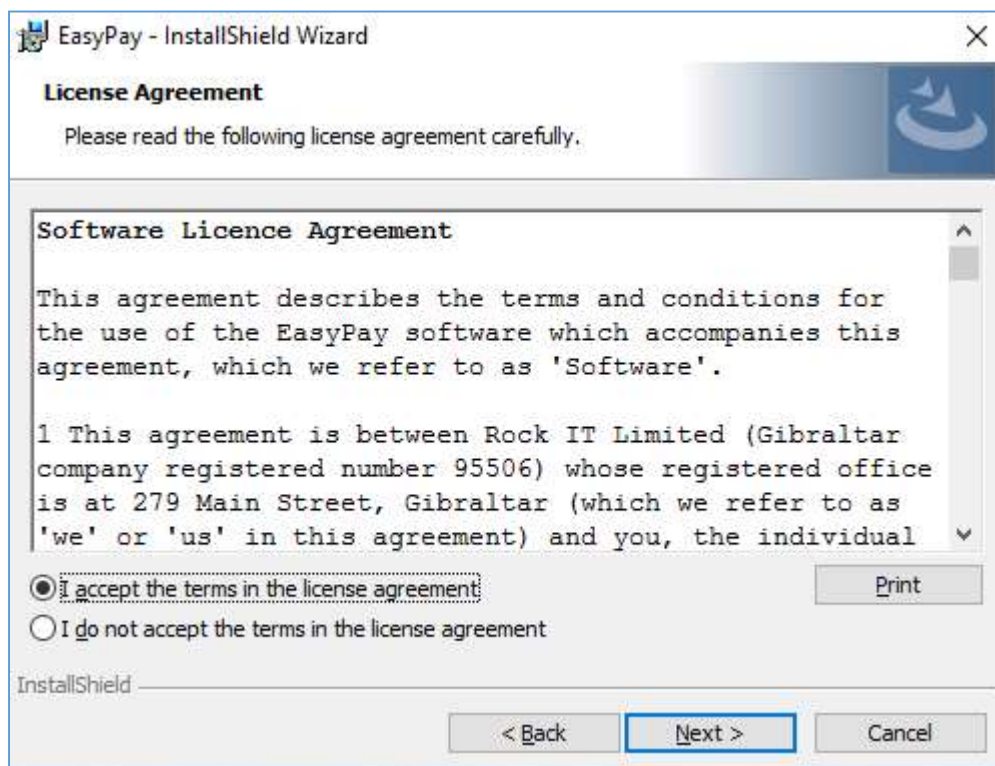 EasyPay - InstallShield Wizard
License Agreement
Please read the following license agreement carefully.
Software Licence Agreement
This agreement describes the terms and conditions for
the use of the EasyPay software which accompanies this
agreement, which we refer to as 'Software'.
1 This agreement is between Rock IT Limited (Gibraltar
company registered number 95506) whose registered office
is at 279 Main Street, Gibraltar (which we refer to as
'we' or 'us' in this agreement) and you, the individual
I accept the terms in the license agreement
Print
I do not accept the terms in the license agreement
InstallShield
< Back
Next >
Cancel